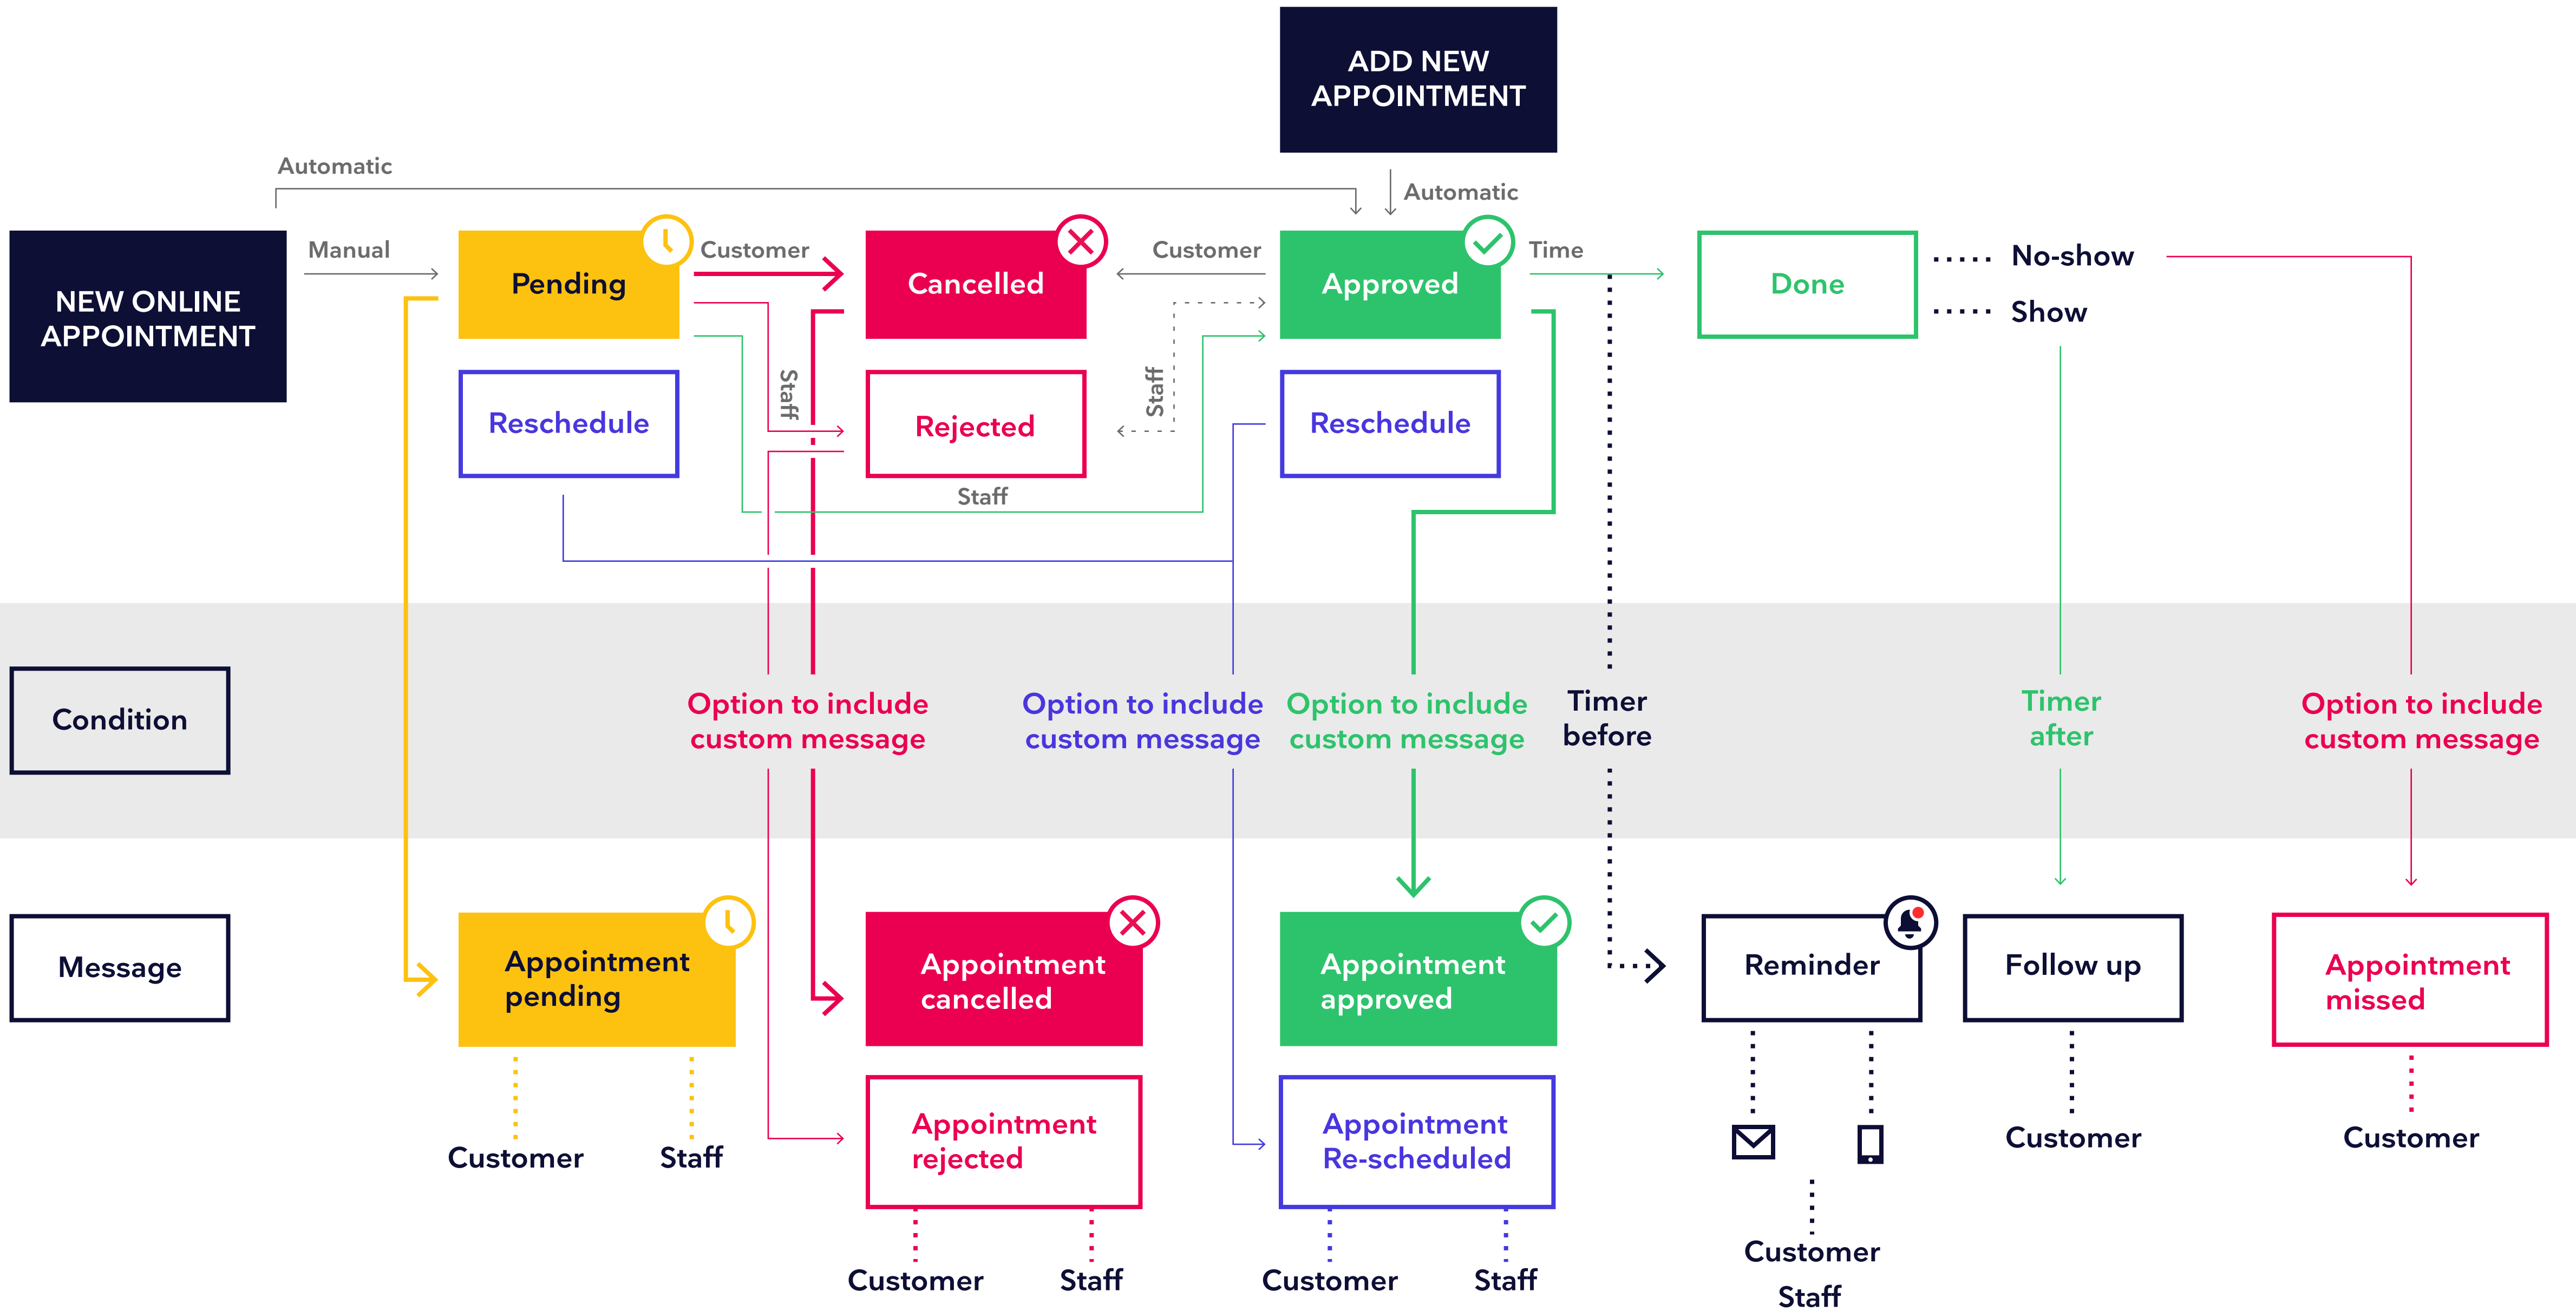 ADD NEW
APPOINTMENT
Automatic
Automatic
NEW ONLINE
APPOINTMENT
Manual
Pending
Customer
Cancelled
Customer
Approved
Time
Done
No-show
Show
Staff
Staff
Reschedule
Rejected
Reschedule
Staff
Condition
Option to include
custom message
Option to include
custom message
Option to include
custom message
Timer
before
Timer
after
Option to include
custom message
Message
Appointment
pending
Appointment
cancelled
Appointment
approved
Reminder
Follow up
Appointment
missed
Customer
Staff
Appointment
rejected
Appointment
Re-scheduled
Customer
Customer
Customer
Staff
Customer
Staff
Customer
Staff